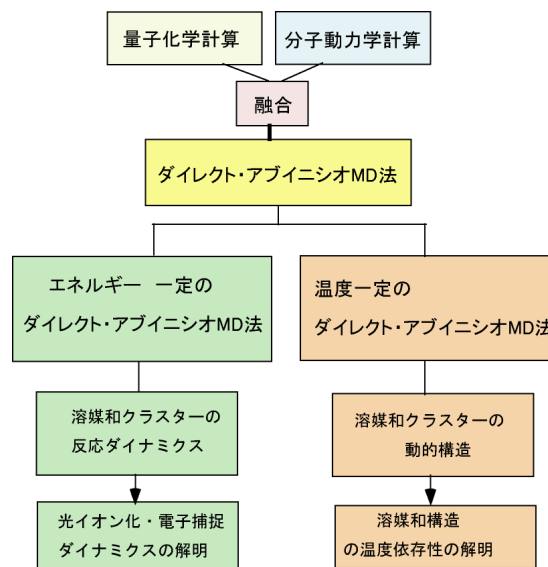 量子化学計算
分子動力学計算
融合
ダイレクト・アブイニシオMD法
エネルギー 一定の
ダイレクト・アブイニシオMD法
温度一定の
ダイレクト・アブイニシオMD法
溶媒和クラスターの
反応ダイナミクス
溶媒和クラスターの
動的構造
光イオン化・電子捕捉
ダイナミクスの解明
溶媒和構造
の温度依存性の解明